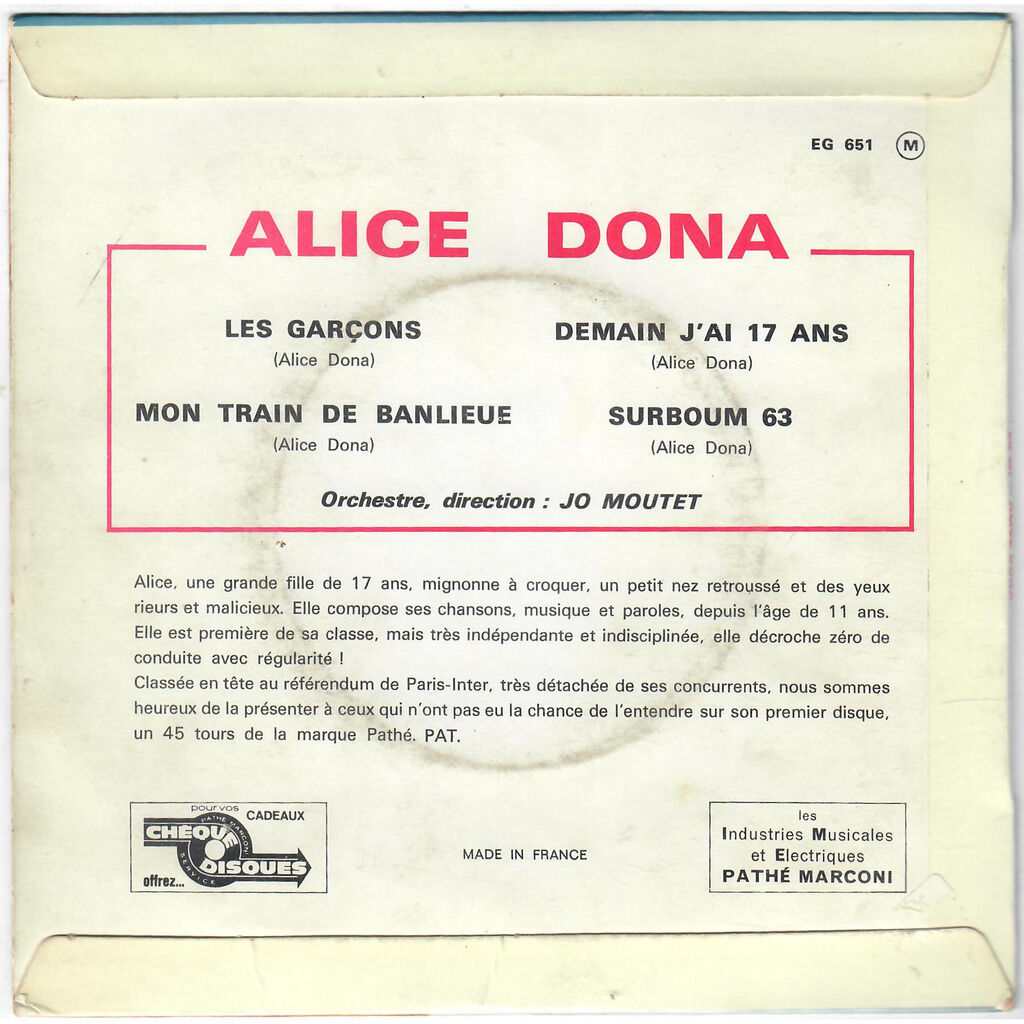 EG 651 M
ALICE DONA
LES GARÇONS
(Alice Dona)
MON TRAIN DE BANLIEUE
(Alice Dona)
DEMAIN J'AI 17 ANS
(Alice Dona)
SURBOUM 63
(Alice Dona)
Orchestre, direction : JO MOUTET
Alice, une grande fille de 17 ans, mignonne à croquer, un petit nez retroussé et des yeux
rieurs et malicieux. Elle compose ses chansons, musique et paroles, depuis l'âge de 11 ans.
Elle est première de sa classe, mais très indépendante et indisciplinée, elle décroche zéro de
conduite avec régularité !
Classée en tête au référendum de Paris-Inter, très détachée de ses concurrents, nous sommes
heureux de la présenter à ceux qui n'ont pas eu la chance de l'entendre sur son premier disque,
un 45 tours de la marque Pathé. PAT.
pour vos CADEAUX
CHÈQUE
PATHE MARCONI
DISQUES
SERVICE
offrez...
MADE IN FRANCE
les
Industries Musicales
et Electriques
PATHÉ MARCONI